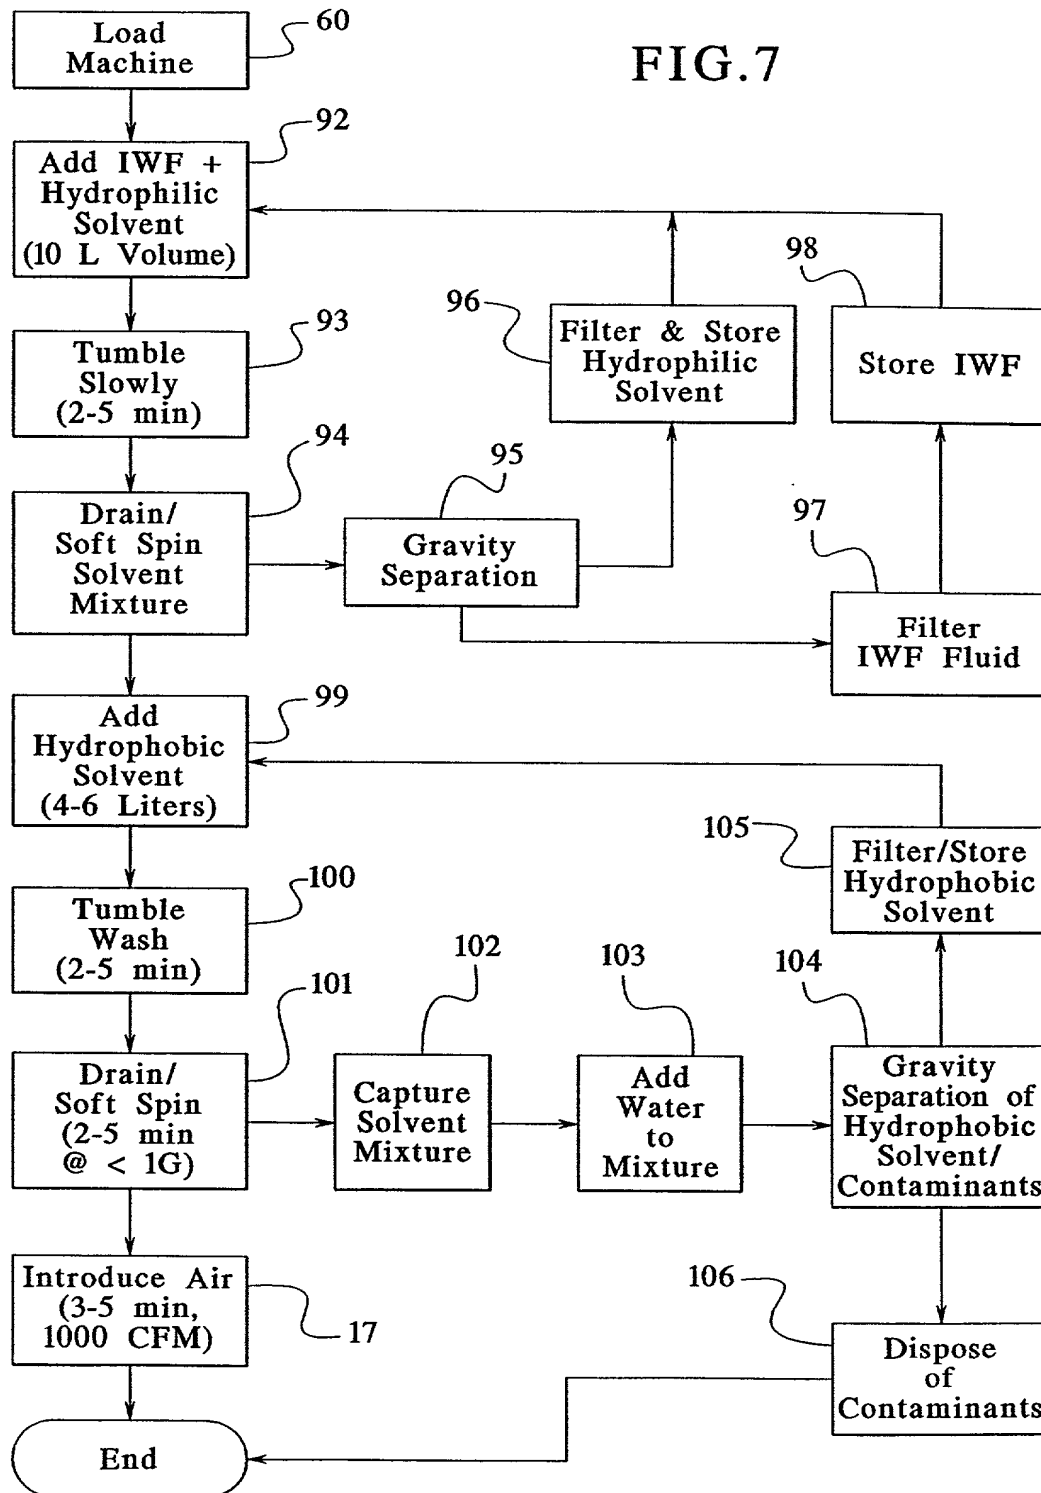 FIG.7
Load
Machine
60
Add IWF +
Hydrophilic
Solvent
(10 L Volume)
92
Tumble
Slowly
(2-5 min)
93
Drain/
Soft Spin
Solvent
Mixture
94
Gravity
Separation
95
Filter & Store
Hydrophilic
Solvent
96
Filter
IWF Fluid
97
Store IWF
98
Add
Hydrophobic
Solvent
(4-6 Liters)
99
Tumble
Wash
(2-5 min)
100
Drain/
Soft Spin
(2-5 min
@ < 1G)
101
Capture
Solvent
Mixture
102
Add
Water
to
Mixture
103
Gravity
Separation of
Hydrophobic
Solvent/
Contaminants
104
Filter/Store
Hydrophobic
Solvent
105
Dispose
of
Contaminants
106
Introduce Air
(3-5 min,
1000 CFM)
17
End